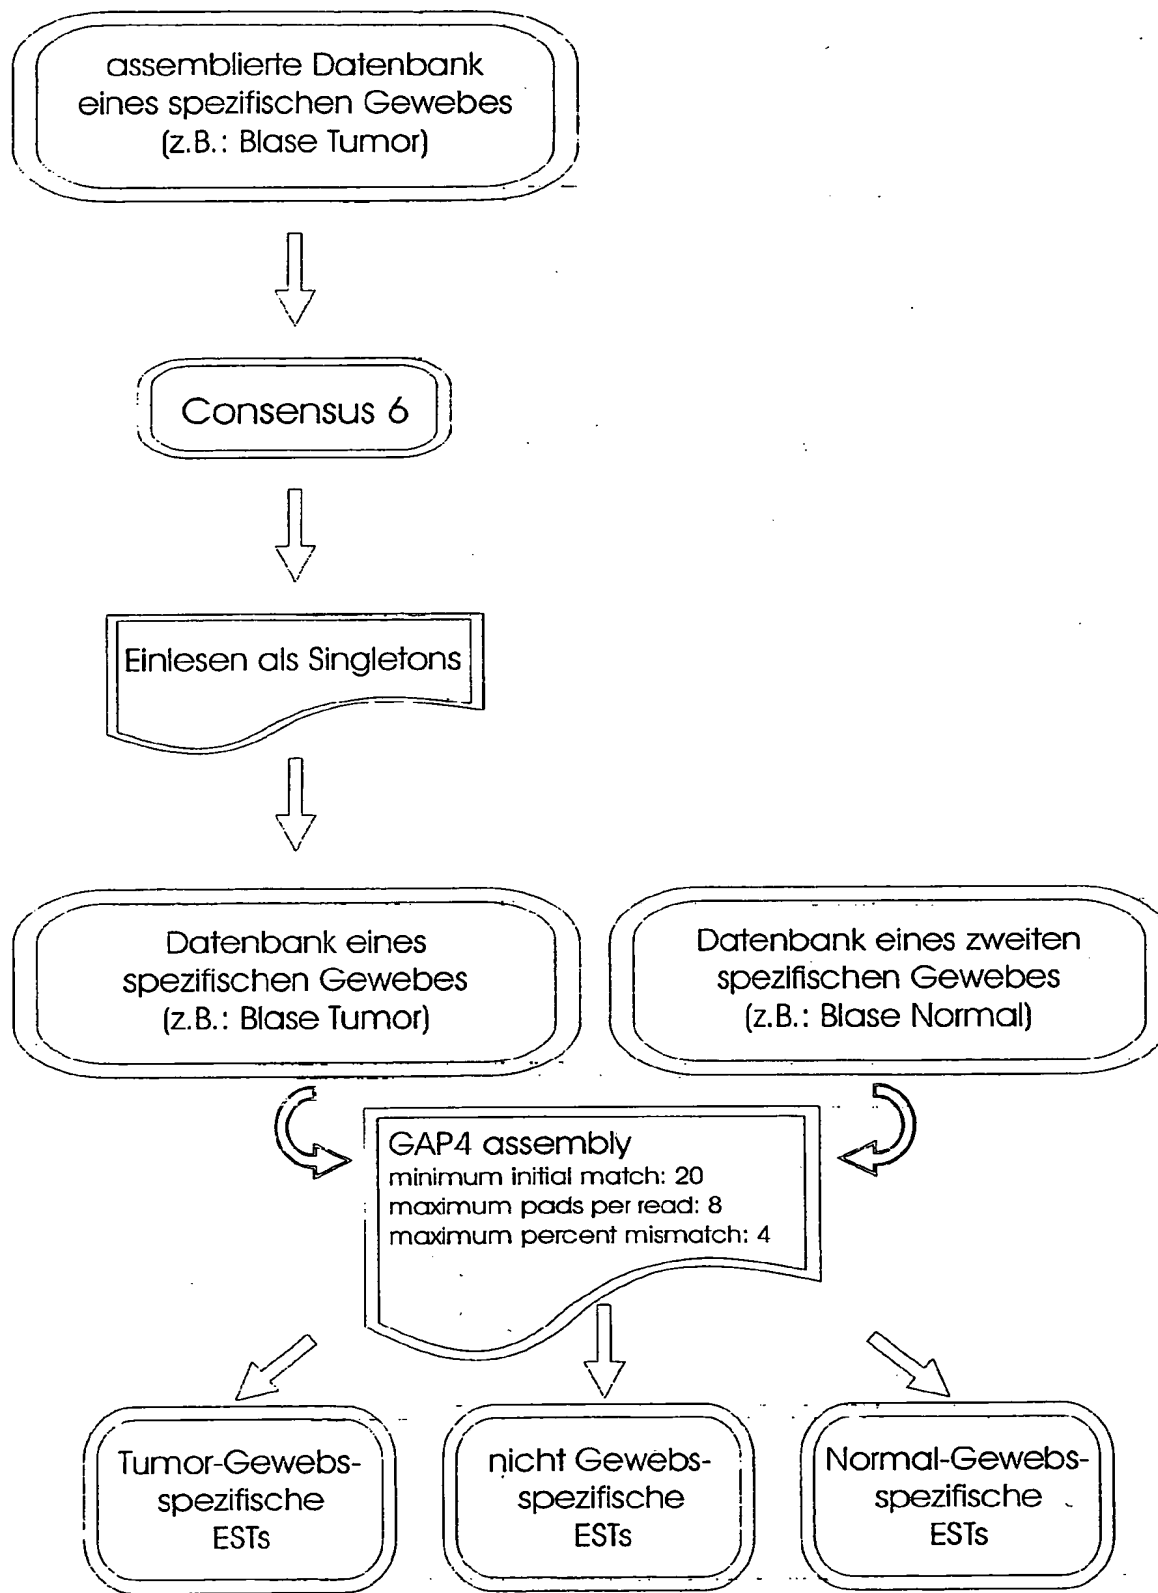 assemblierte Datenbank
eines spezifischen Gewebes
(z.B.: Blase Tumor)
Consensus 6
Einlesen als Singletons
Datenbank eines
spezifischen Gewebes
(z.B.: Blase Tumor)
Datenbank eines zweiten
spezifischen Gewebes
(z.B.: Blase Normal)
GAP4 assembly
minimum initial match: 20
maximum pads per read: 8
maximum percent mismatch: 4
Tumor-Gewebs-
spezifische
ESTs
nicht Gewebs-
spezifische
ESTs
Normal-Gewebs-
spezifische
ESTs